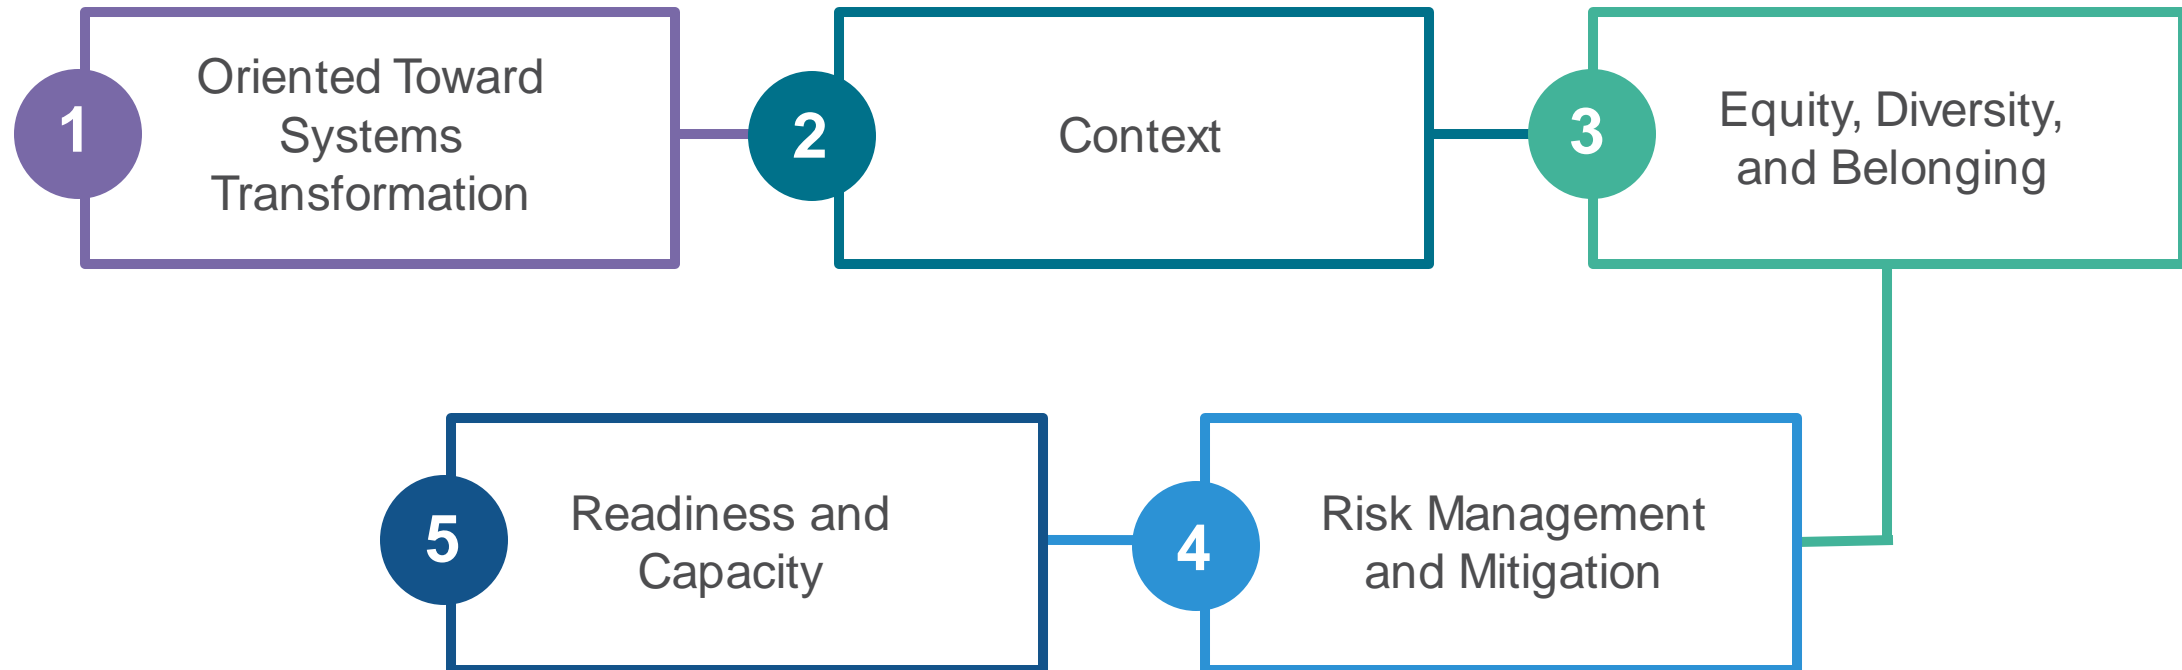 1
Oriented Toward
Systems
Transformation
2
Context
3
Equity, Diversity,
and Belonging
4
Risk Management
and Mitigation
5
Readiness and
Capacity